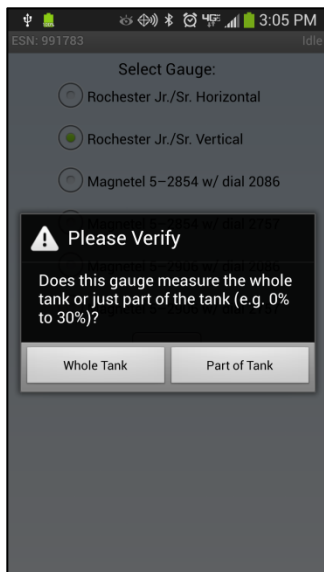 3:05 PM
ESN: 991783 Idle
Select Gauge:
Rochester Jr./Sr. Horizontal
Rochester Jr./Sr. Vertical
Magnetel 5-2854 w/ dial 2086
Please Verify
Does this gauge measure the whole
tank or just part of the tank (e.g. 0%
to 30%)?
Whole Tank Part of Tank